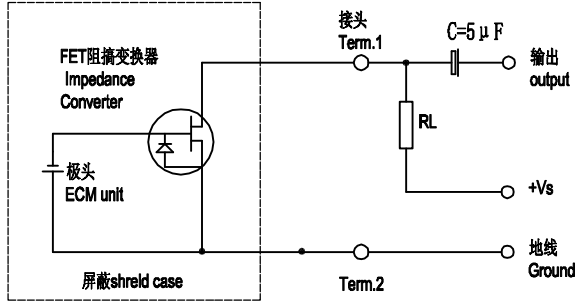 接头
Term.1
C=5μF
FET阻搞变换器
Impedance
Converter
输出
output
RL
极头
ECM unit
+Vs
地线
Ground
屏蔽shreld case
Term.2